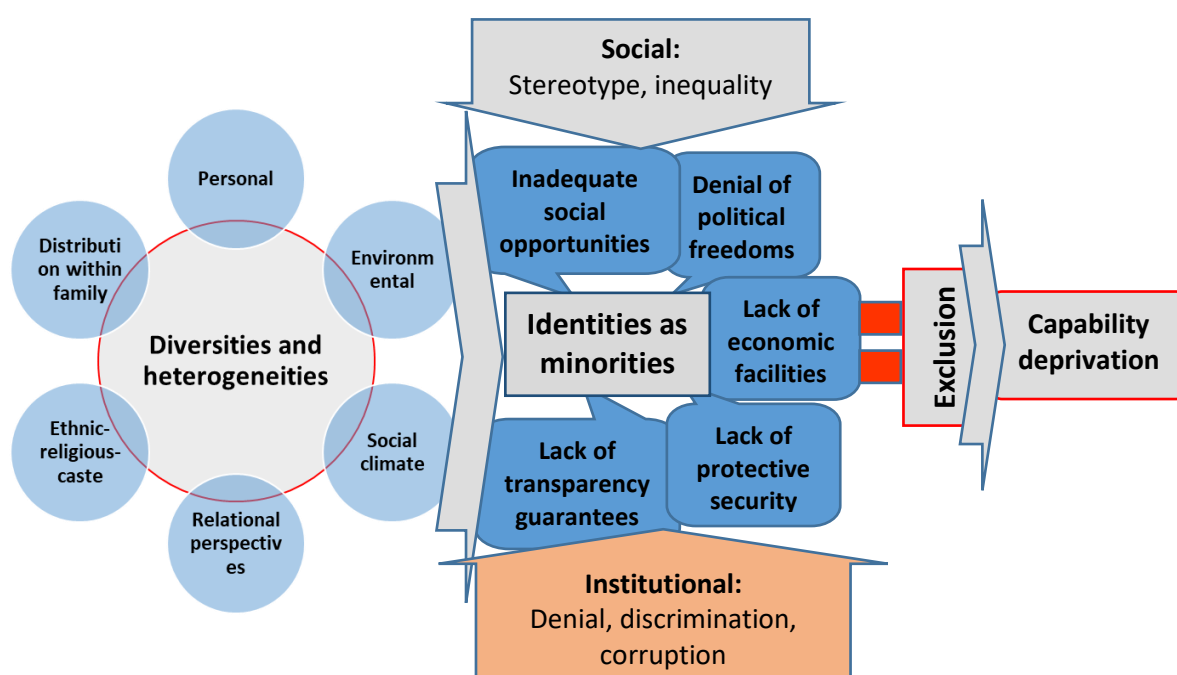 Social:
Stereotype, inequality
Personal
Distributi
on within
family
Environm
ental
Diversities and
heterogeneities
Ethnic-
religious-
caste
Social
climate
Relational
perspectiv
es
Inadequate
social
opportunities
Denial of
political
freedoms
Identities as
minorities
Lack of
economic
facilities
Lack of
transparency
guarantees
Lack of
protective
security
Exclusion
Capability
deprivation
Institutional:
Denial, discrimination,
corruption